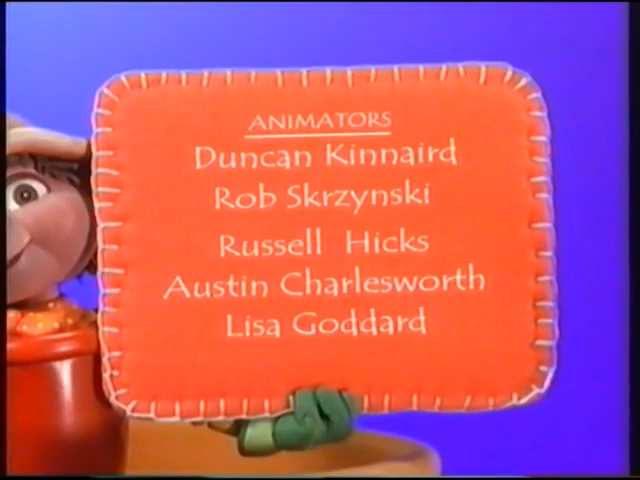 ANIMATORS
Duncan Kinnaird
Rob Skrzynski
Russell Hicks
Austin Charlesworth
Lisa Goddard